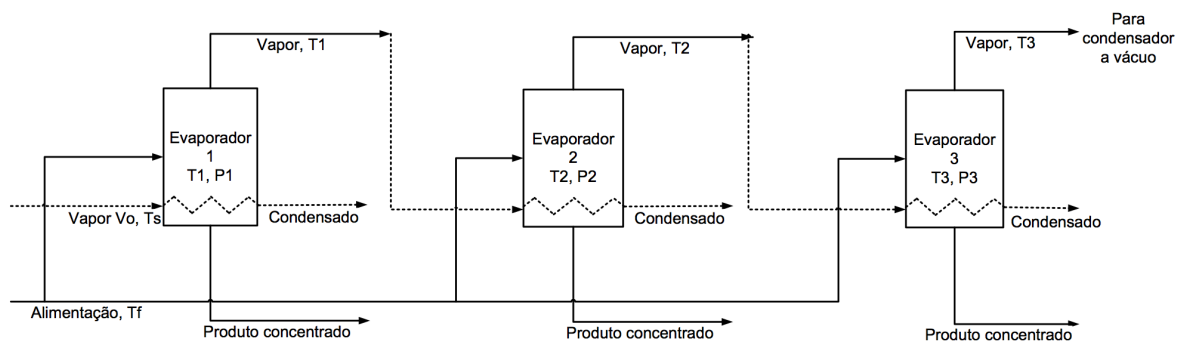 Vapor, T1
Vapor, T2
Vapor, T3
Para
condensador
a vácuo
Evaporador
1
T1, P1
Evaporador
2
T2, P2
Evaporador
3
T3, P3
Vapor Vo, Ts
Condensado
Condensado
Condensado
Alimentação, Tf
Produto concentrado
Produto concentrado
Produto concentrado